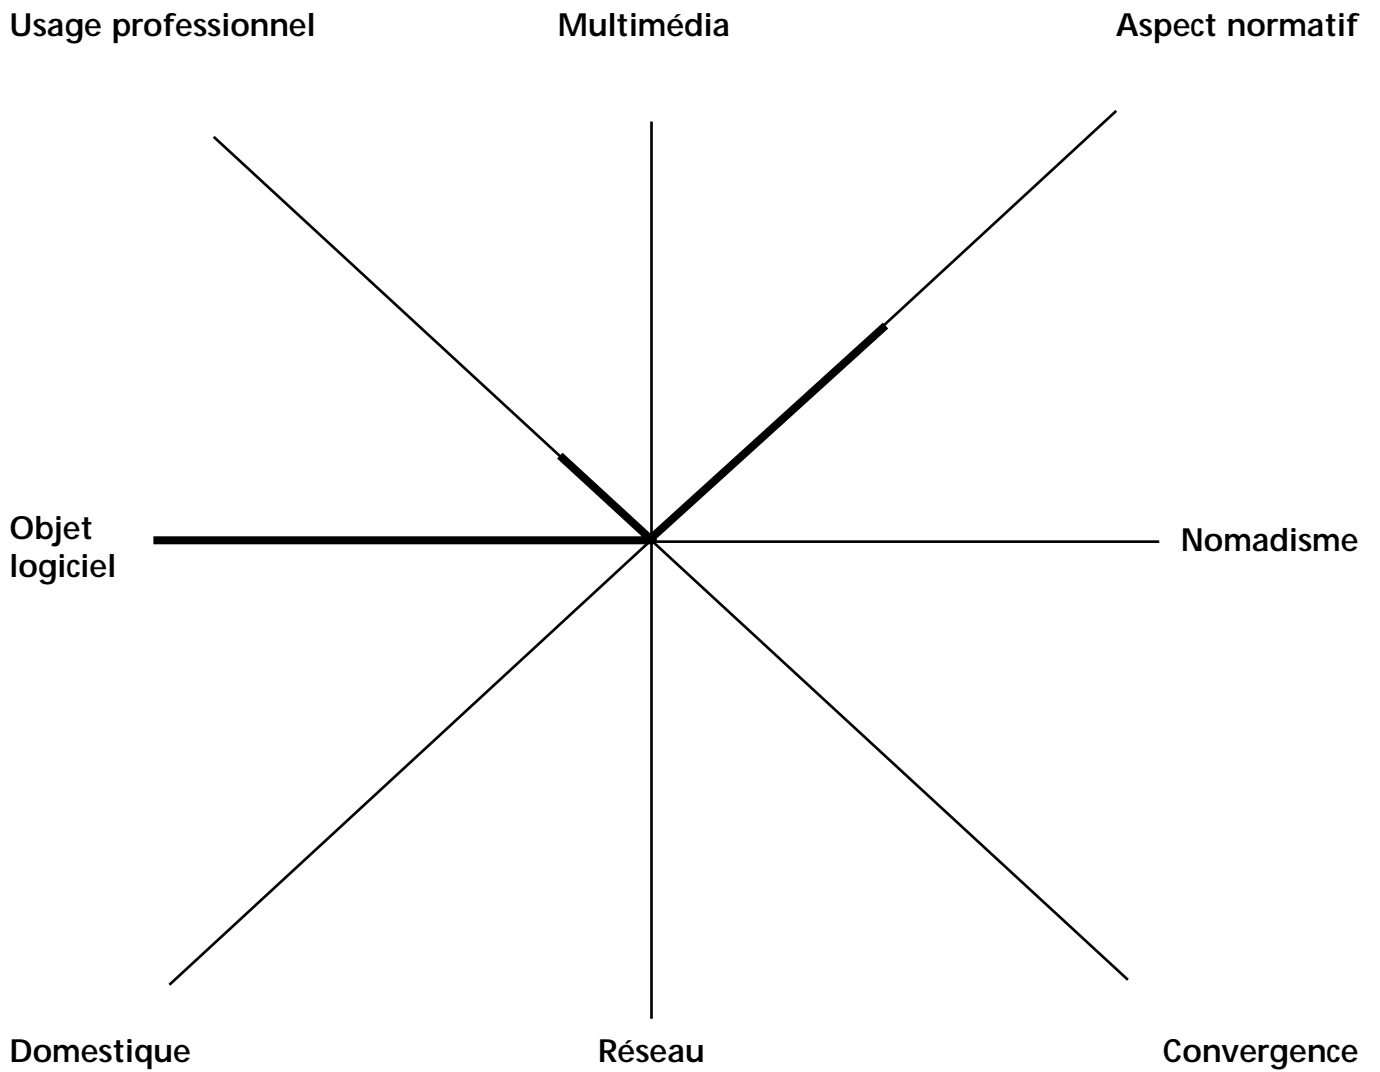 Usage professionnel
Multimédia
Aspect normatif
Objet
logiciel
Nomadisme
Domestique
Réseau
Convergence